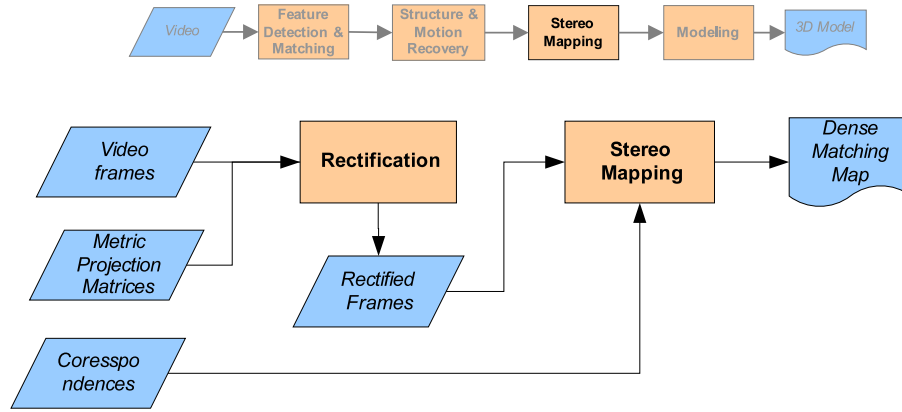 Video
Feature
Detection &
Matching
Structure &
Motion
Recovery
Stereo
Mapping
Modeling
3D Model
Video
frames
Rectification
Stereo
Mapping
Dense
Matching
Map
Metric
Projection
Matrices
Rectified
Frames
Coresspo
ndences